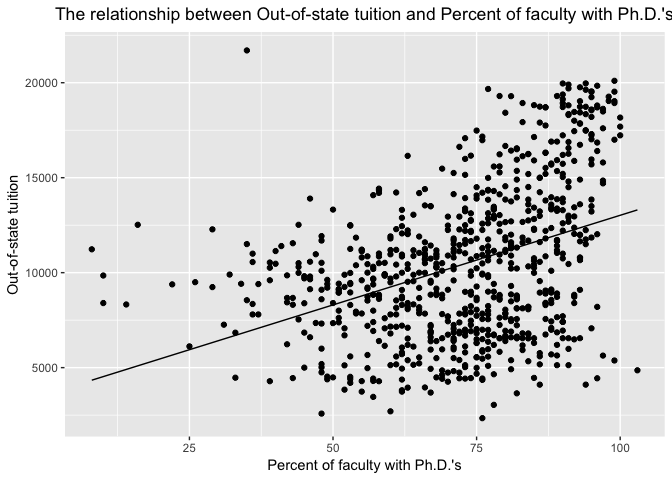 The relationship between Out-of-state tuition and Percent of faculty with Ph.D.'s
20000
15000
10000
5000
Out-of-state tuition
25 50 75 100
Percent of faculty with Ph.D.'s